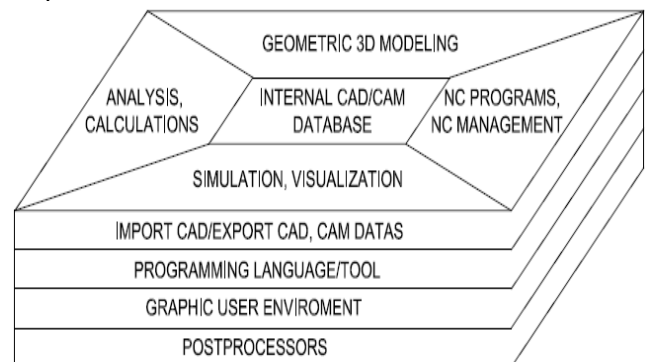 GEOMETRIC 3D MODELING
ANALYSIS,
CALCULATIONS
INTERNAL CAD/CAM
DATABASE
NC PROGRAMS,
NC MANAGEMENT
SIMULATION, VISUALIZATION
IMPORT CAD/EXPORT CAD, CAM DATAS
PROGRAMMING LANGUAGE/TOOL
GRAPHIC USER ENVIROMENT
POSTPROCESSORS